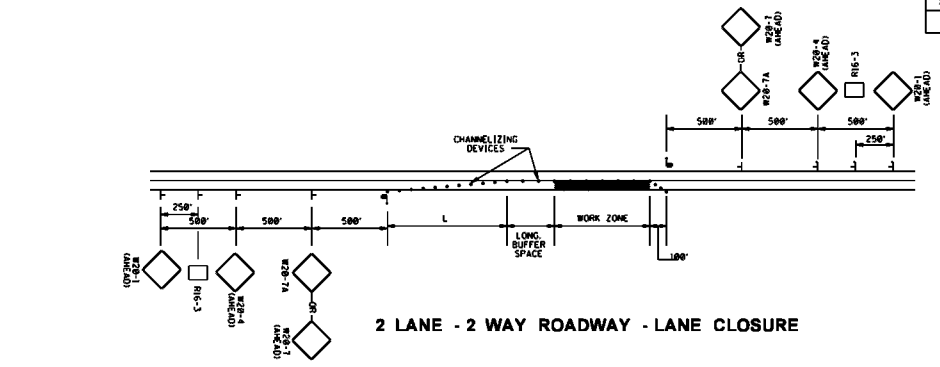 W20-7
(AHEAD)
OR
W20-7A
W20-4
(AHEAD)
R16-3
W20-1
(AHEAD)
500'
500'
500'
250'
CHANNELIZING
DEVICES
250'
500'
500'
500'
L
LONG.
BUFFER
SPACE
WORK ZONE
100'
W20-1
(AHEAD)
R16-3
W20-4
(AHEAD)
W20-7A
OR
W20-7
(AHEAD)
2 LANE - 2 WAY ROADWAY - LANE CLOSURE